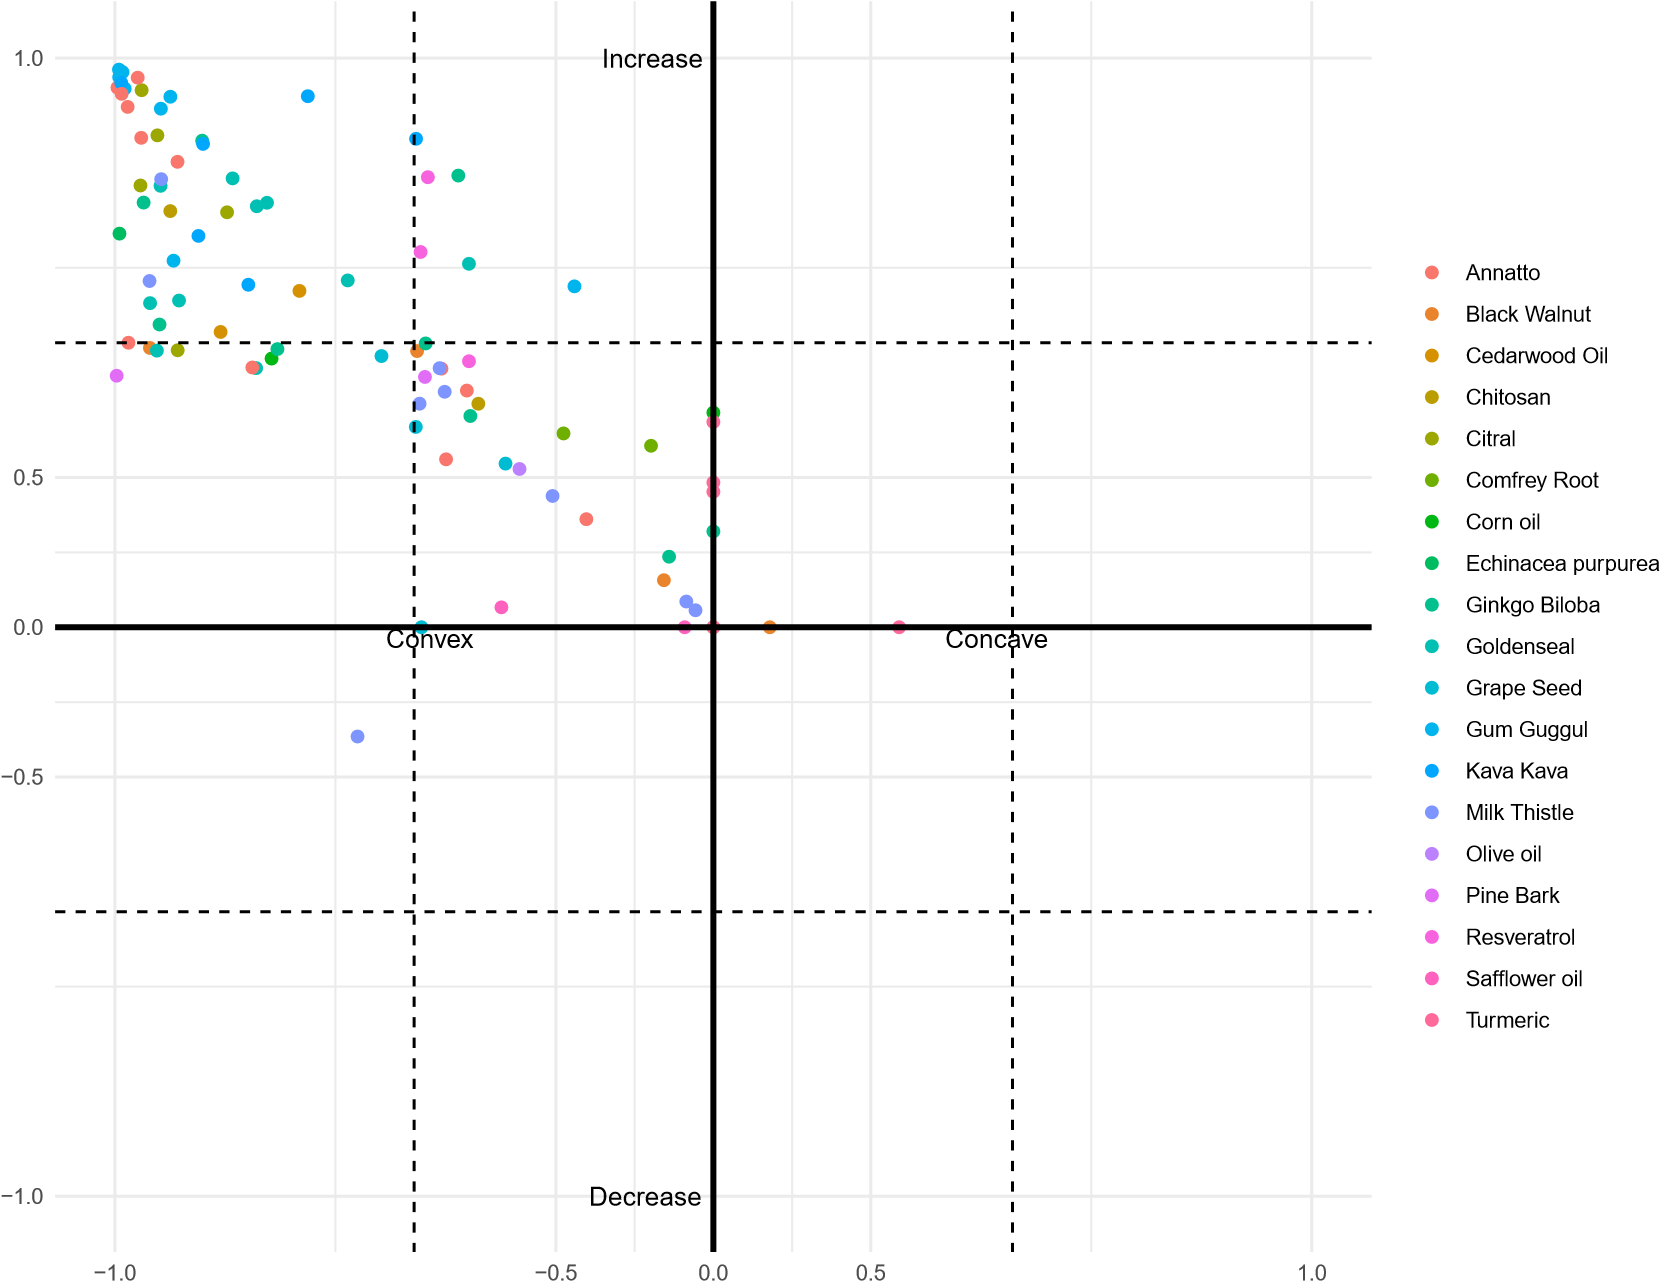 1.0
Increase
0.5
0.0
Convex
Concave
−0.5
−1.0
Decrease
−1.0
−0.5
0.0
0.5
1.0
Annatto
Black Walnut
Cedarwood Oil
Chitosan
Citral
Comfrey Root
Corn oil
Echinacea purpurea
Ginkgo Biloba
Goldenseal
Grape Seed
Gum Guggul
Kava Kava
Milk Thistle
Olive oil
Pine Bark
Resveratrol
Safflower oil
Turmeric